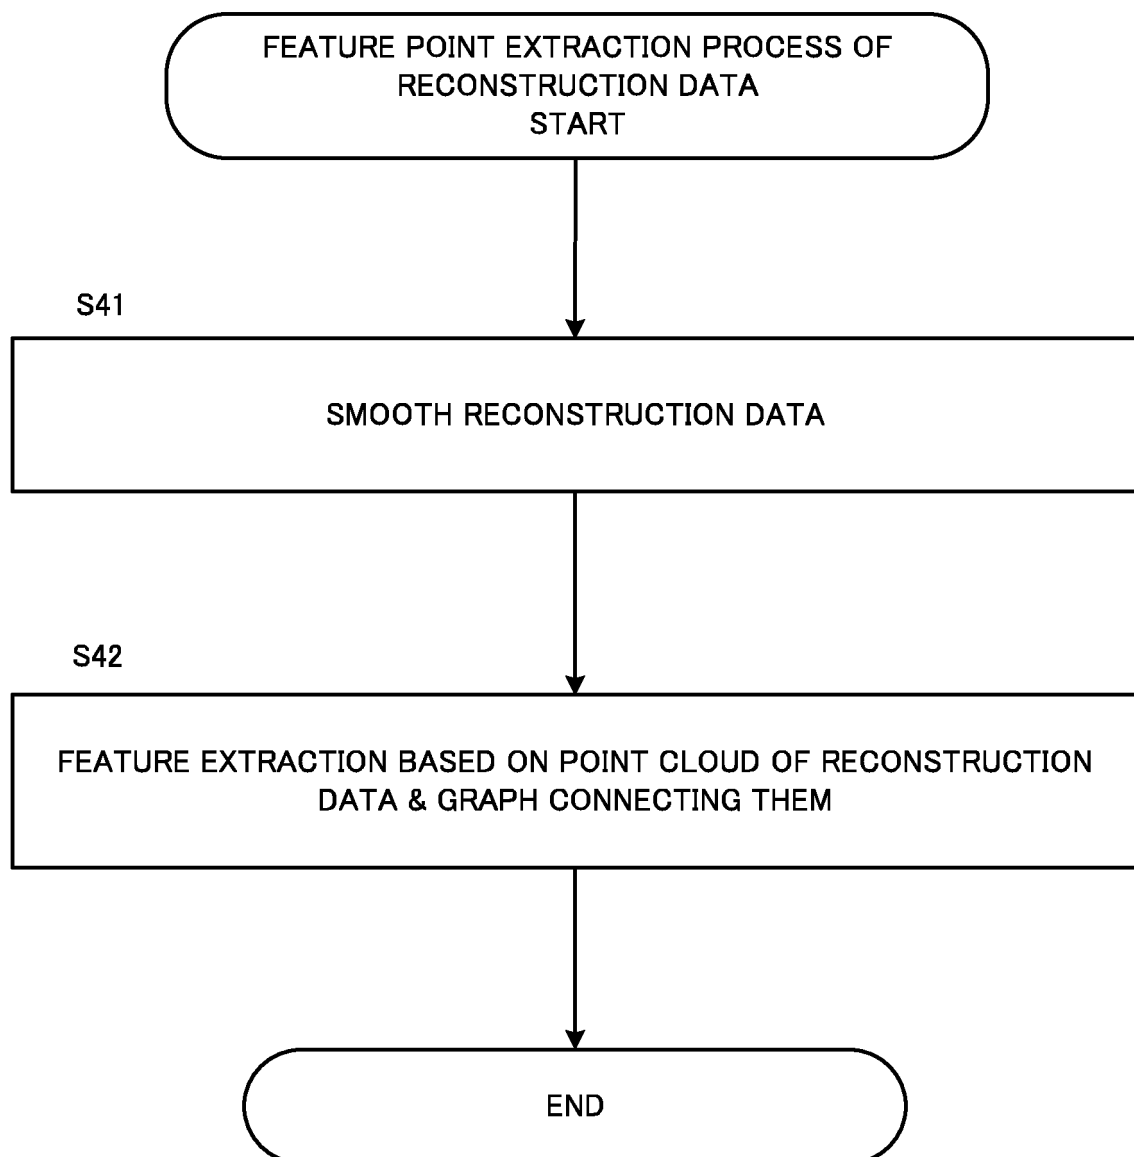 FEATURE POINT EXTRACTION PROCESS OF
RECONSTRUCTION DATA
START
S41
SMOOTH RECONSTRUCTION DATA
S42
FEATURE EXTRACTION BASED ON POINT CLOUD OF RECONSTRUCTION
DATA & GRAPH CONNECTING THEM
END